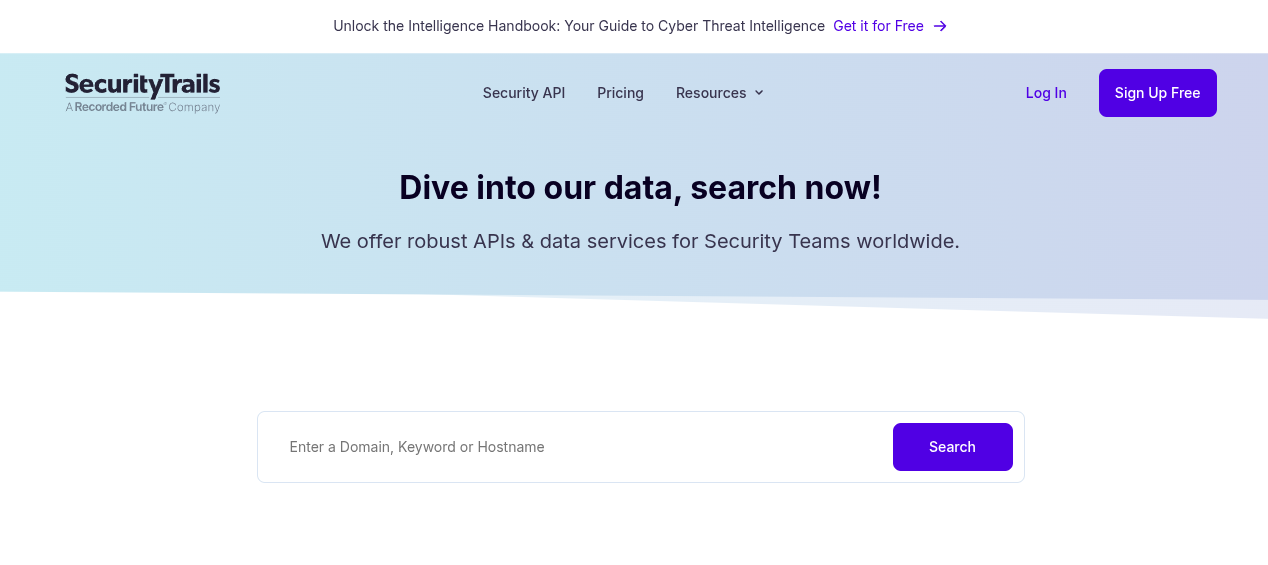 Unlock the Intelligence Handbook: Your Guide to Cyber Threat Intelligence Get it for Free →
SecurityTrails
A Recorded Future® Company
Security API Pricing Resources
Log In Sign Up Free
Dive into our data, search now!
We offer robust APIs & data services for Security Teams worldwide.
Enter a Domain, Keyword or Hostname Search